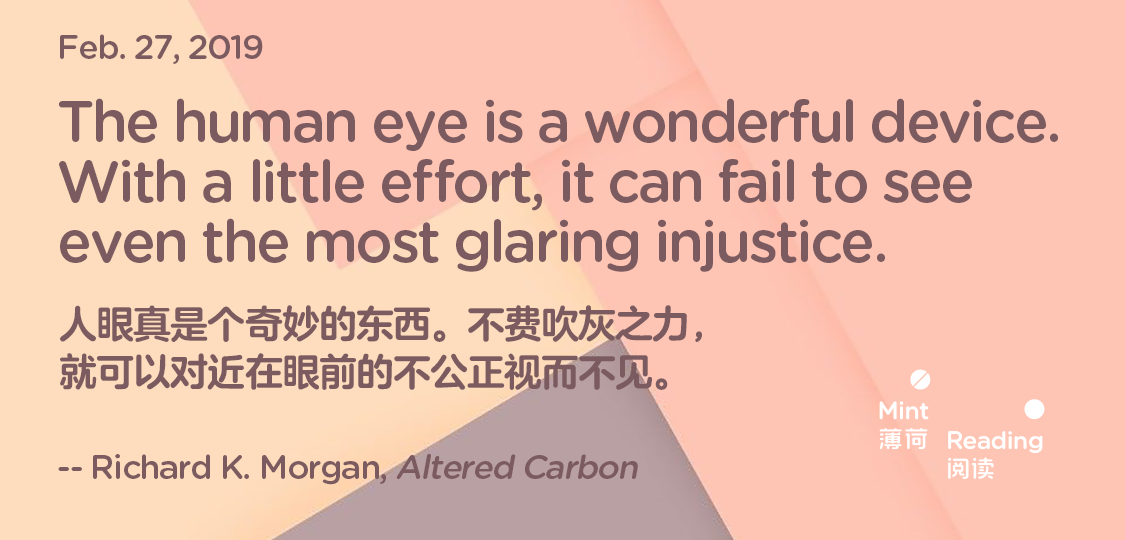 Feb. 27, 2019
The human eye is a wonderful device.
With a little effort, it can fail to see
even the most glaring injustice.
人眼真是个奇妙的东西。不费吹灰之力,
就可以对近在眼前的不公正视而不见。
-- Richard K. Morgan, Altered Carbon
Mint
薄荷
Reading
阅读